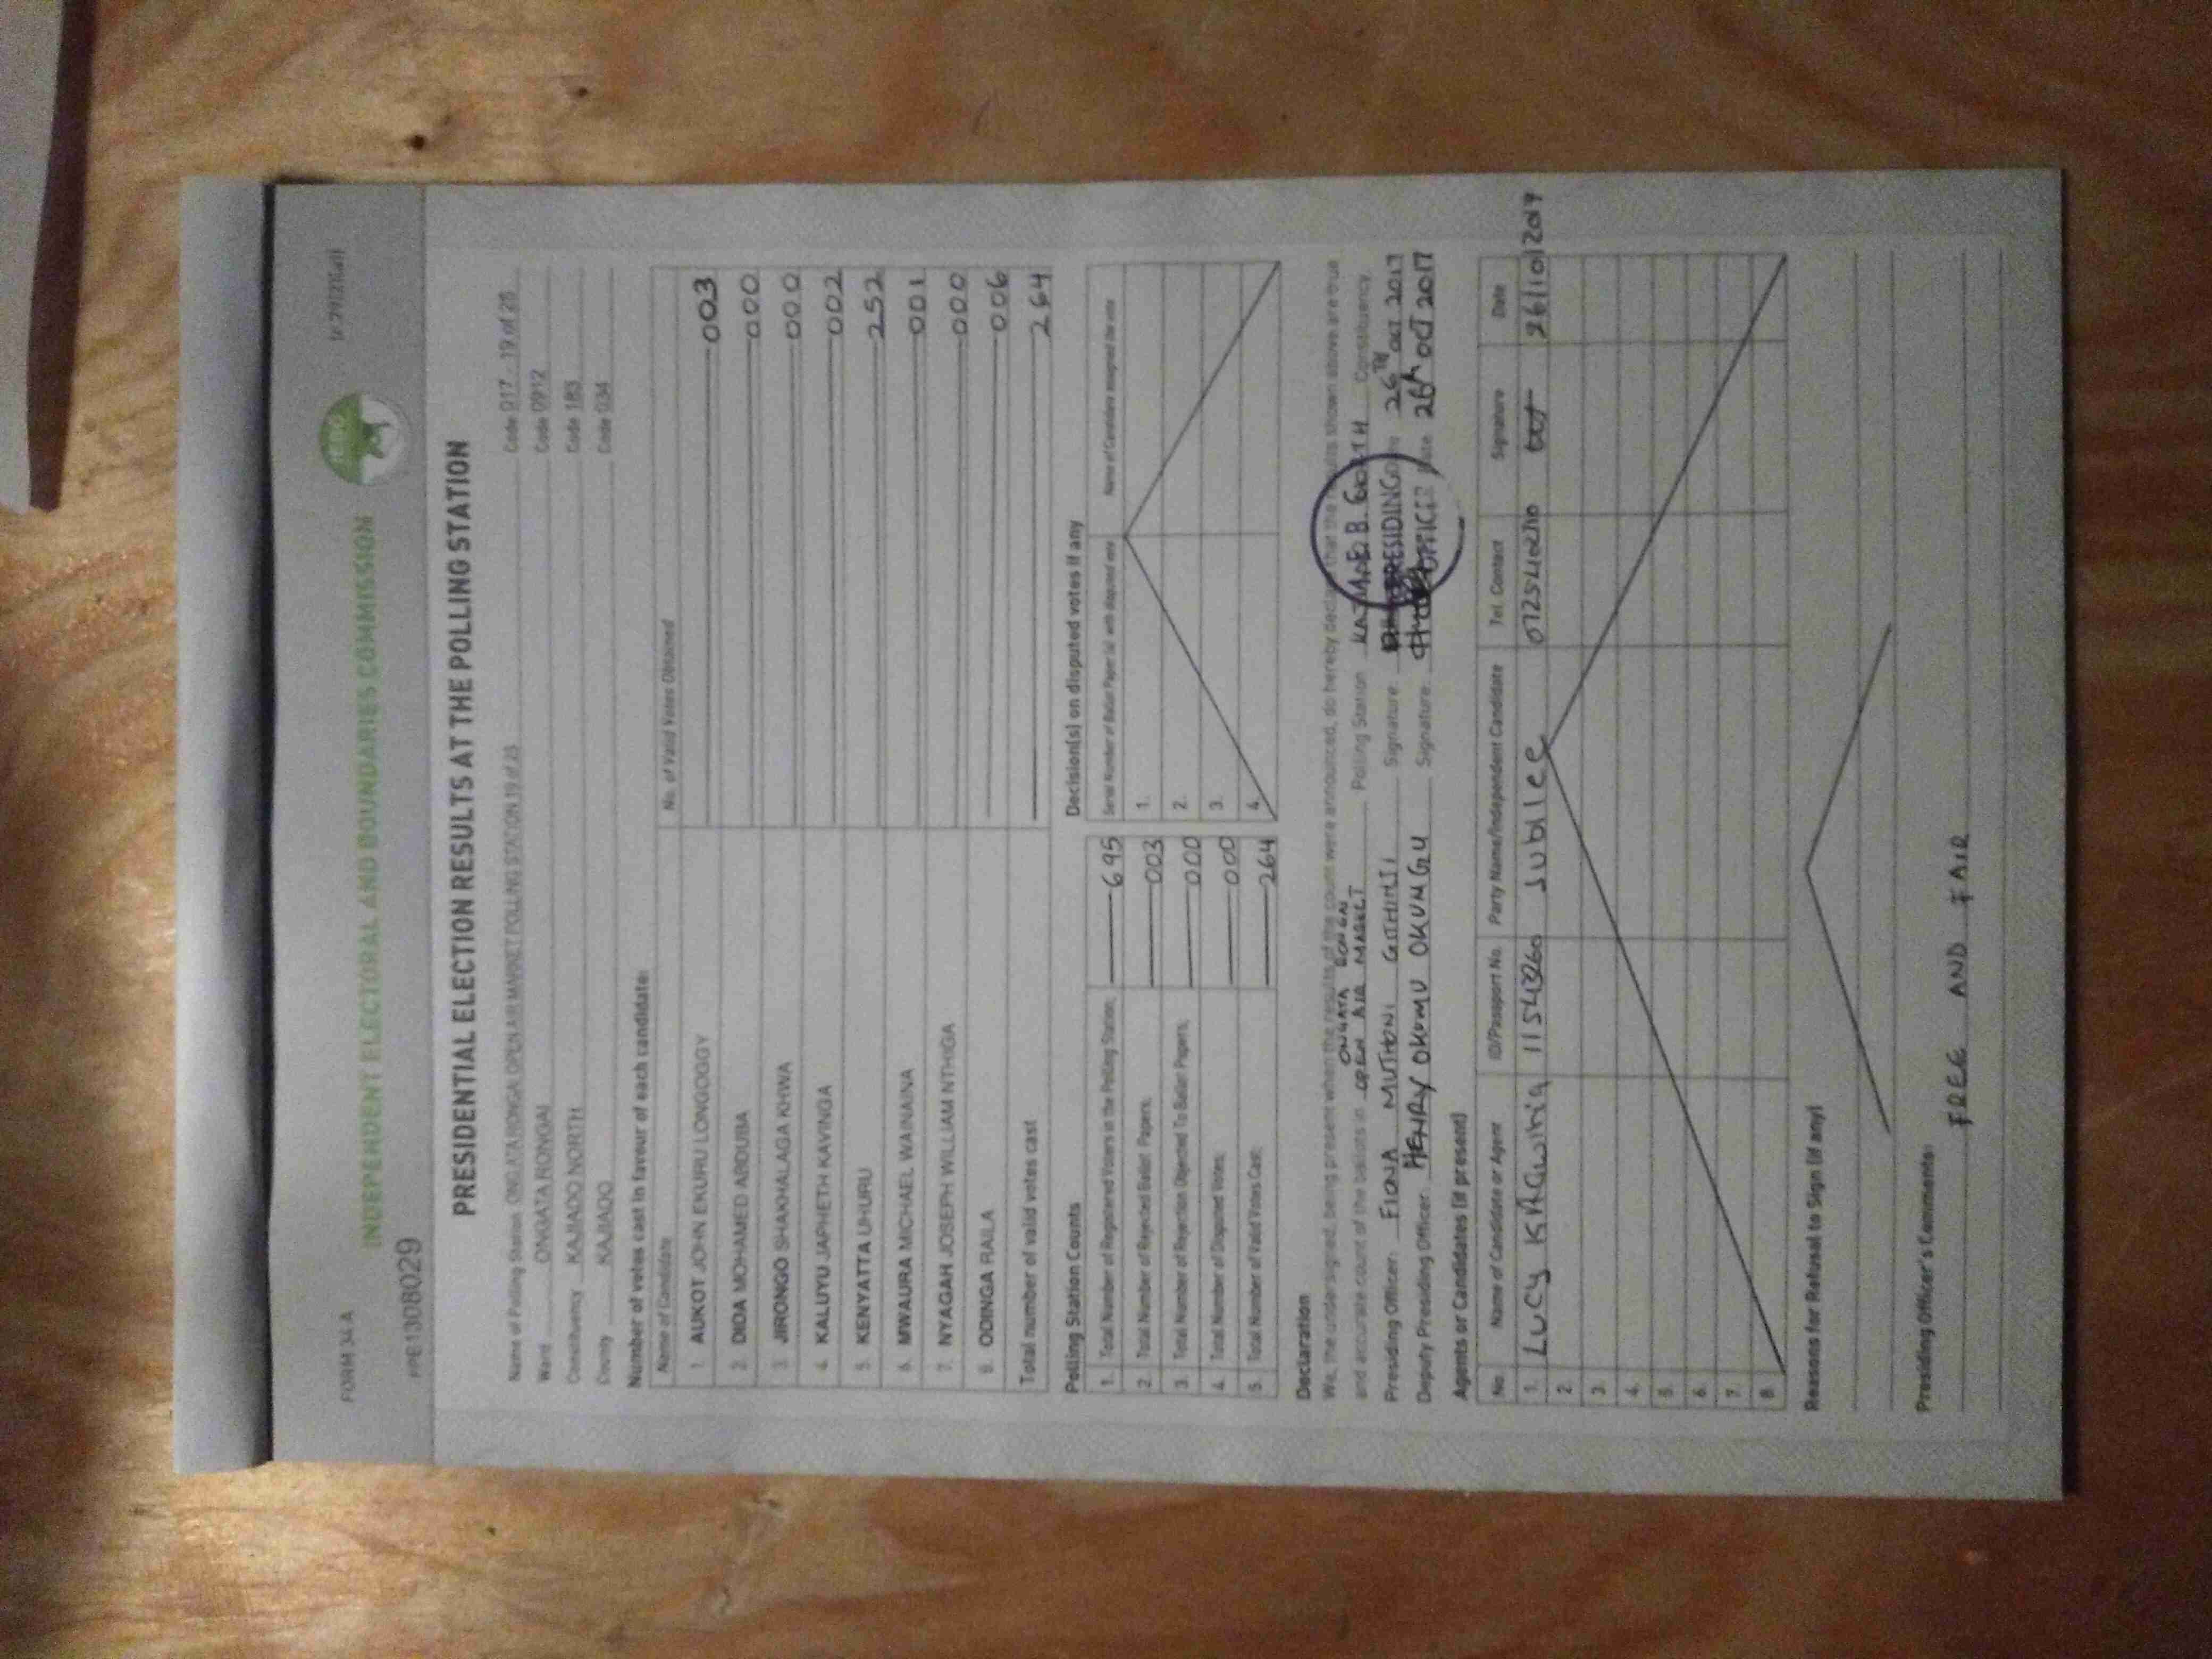 FORM 34 A
INDEPENDENT ELECTORAL AND BOUNDARIES COMMISSION
PPE13008029
IEBC
PRESIDENTIAL ELECTION RESULTS AT THE POLLING STATION
Name of Polling Station ONGATA RONGAI OPEN AIR MARKET POLLING STATION 19 of 25 Code 017 - 19 of 25
Ward ONGATA RONGAI Code 0912
Constituency KAJIADO NORTH Code 183
County KAJIADO Code 034
Number of votes cast in favour of each candidate:
Name of Candidate No. of Valid Votes Obtained
1. AUKOT JOHN EKURU LONGOGGY 003
2. DIDA MOHAMED ABDUBA 000
3. JIRONGO SHAKHALAGA KHWA 000
4. KALUYU JAPHETH KAVINGA 002
5. KENYATTA UHURU 252
6. MWAURA MICHAEL WAINAINA 001
7. NYAGAH JOSEPH WILLIAM NTHIGA 000
8. ODINGA RAILA 006
Total number of valid votes cast 264
Polling Station Counts
1. Total Number of Registered Voters in the Polling Station; 695
2. Total Number of Rejected Ballot Papers; 003
3. Total Number of Rejection Objected To Ballot Papers; 000
4. Total Number of Disputed Votes; 000
5. Total Number of Valid Votes Cast; 264
Decision(s) on disputed votes if any
Serial Number of Ballot Paper (s) with disputed vote Name of Candidate assigned the vote
1.
2.
3.
4.
Declaration
We, the undersigned, being present when the results of the count were announced, do hereby declare that the results shown above are true
ONGATA RONGAI
and accurate count of the ballots in OPEN AIR MARKET Polling Station KAJIADO NORTH Constituency.
Presiding Officer: FIONA MUTHONI GITHINJI Signature: Date 26TH OCT 2017
Deputy Presiding Officer HENRY OKUMU OKUNGU Signature: Date 26th OCT 2017
PRESIDING
OFFICER
Agents or Candidates (if present)
No. Name of Candidate or Agent ID/Passport No. Party Name/Independent Candidate Tel. Contact Signature Date
1. Lucy 11543260 Jubilee 26/10/2017
2.
3.
4.
5.
6.
7.
8.
Reasons for Refusal to Sign (if any)
Presiding Officer's Comments:
FREE AND FAIR